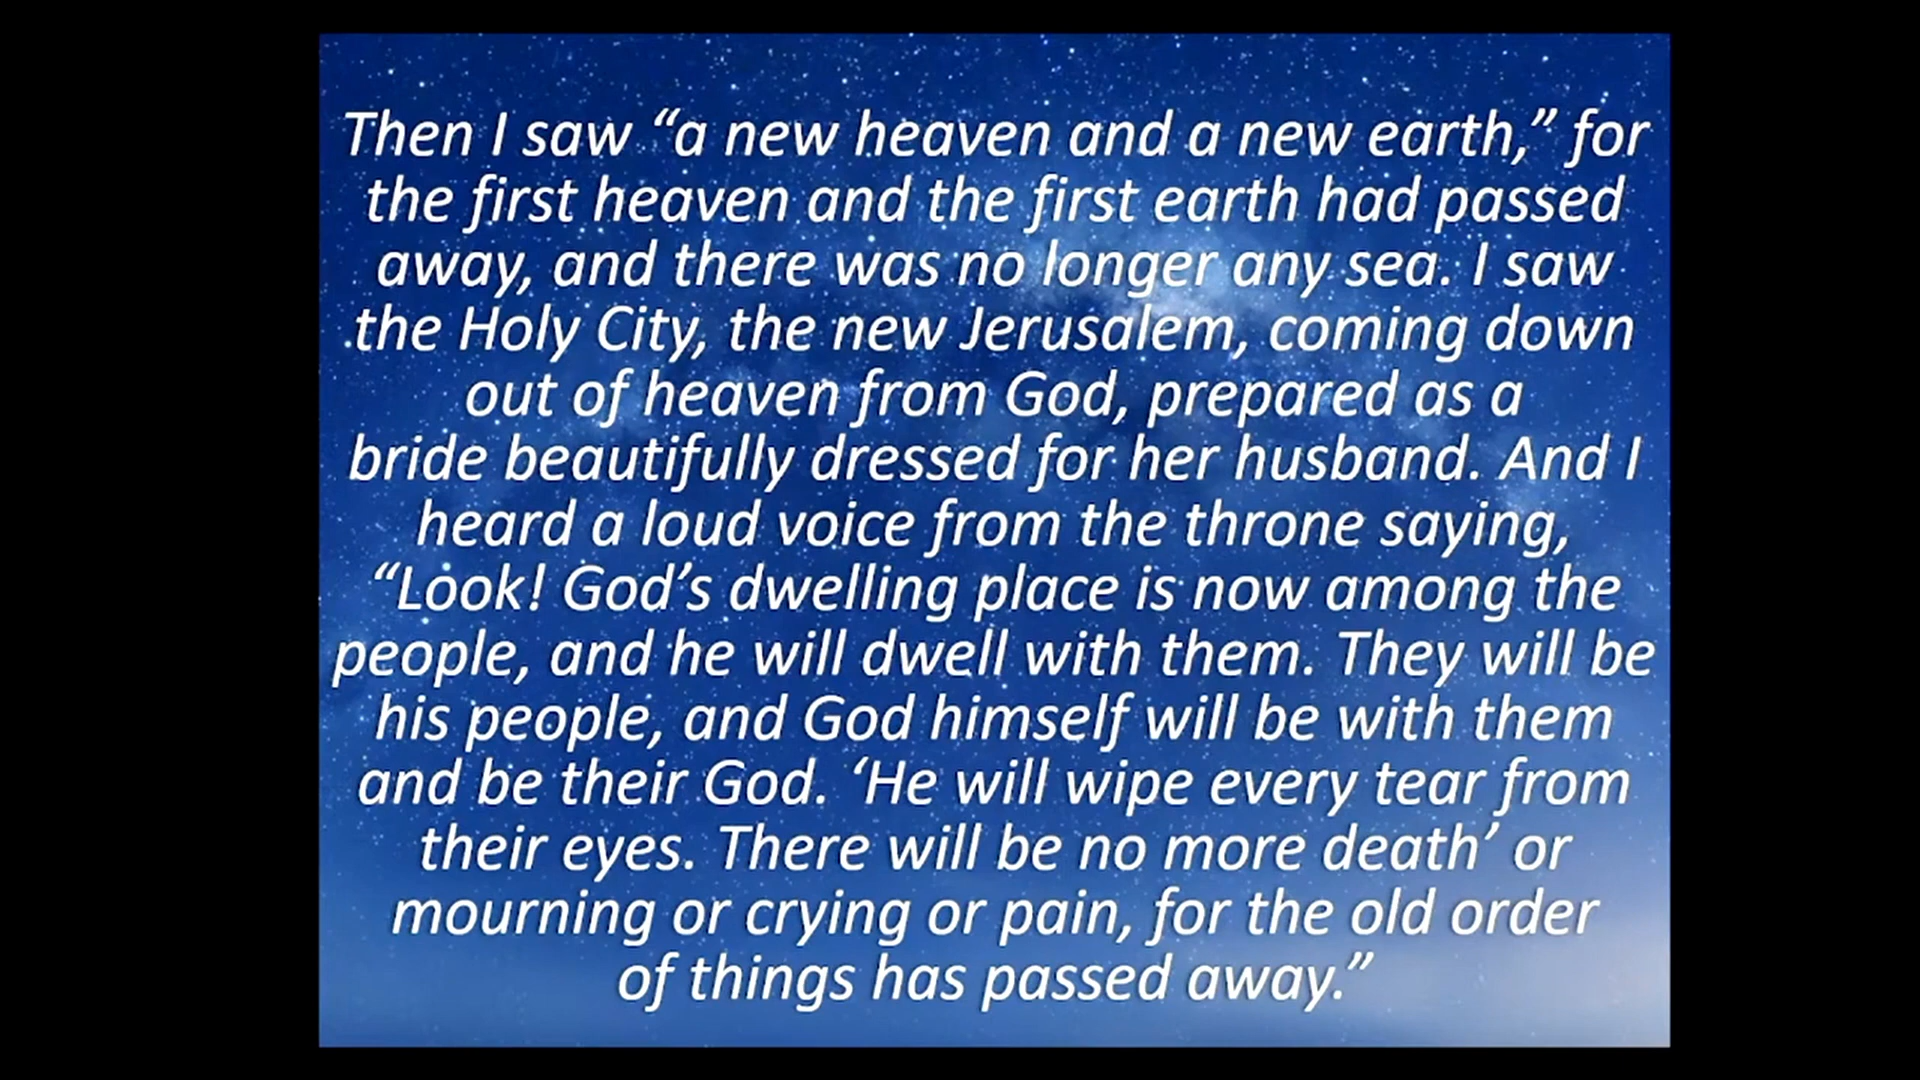 Then I saw “a new heaven and a new earth,” for
the first heaven and the first earth had passed
away, and there was no longer any sea. I saw
the Holy City, the new Jerusalem, coming down
out of heaven from God, prepared as a
bride beautifully dressed for her husband. And I
heard a loud voice from the throne saying,
“Look! God’s dwelling place is now among the
people, and he will dwell with them. They will be
his people, and God himself will be with them
and be their God. ‘He will wipe every tear from
their eyes. There will be no more death’ or
mourning or crying or pain, for the old order
of things has passed away.”